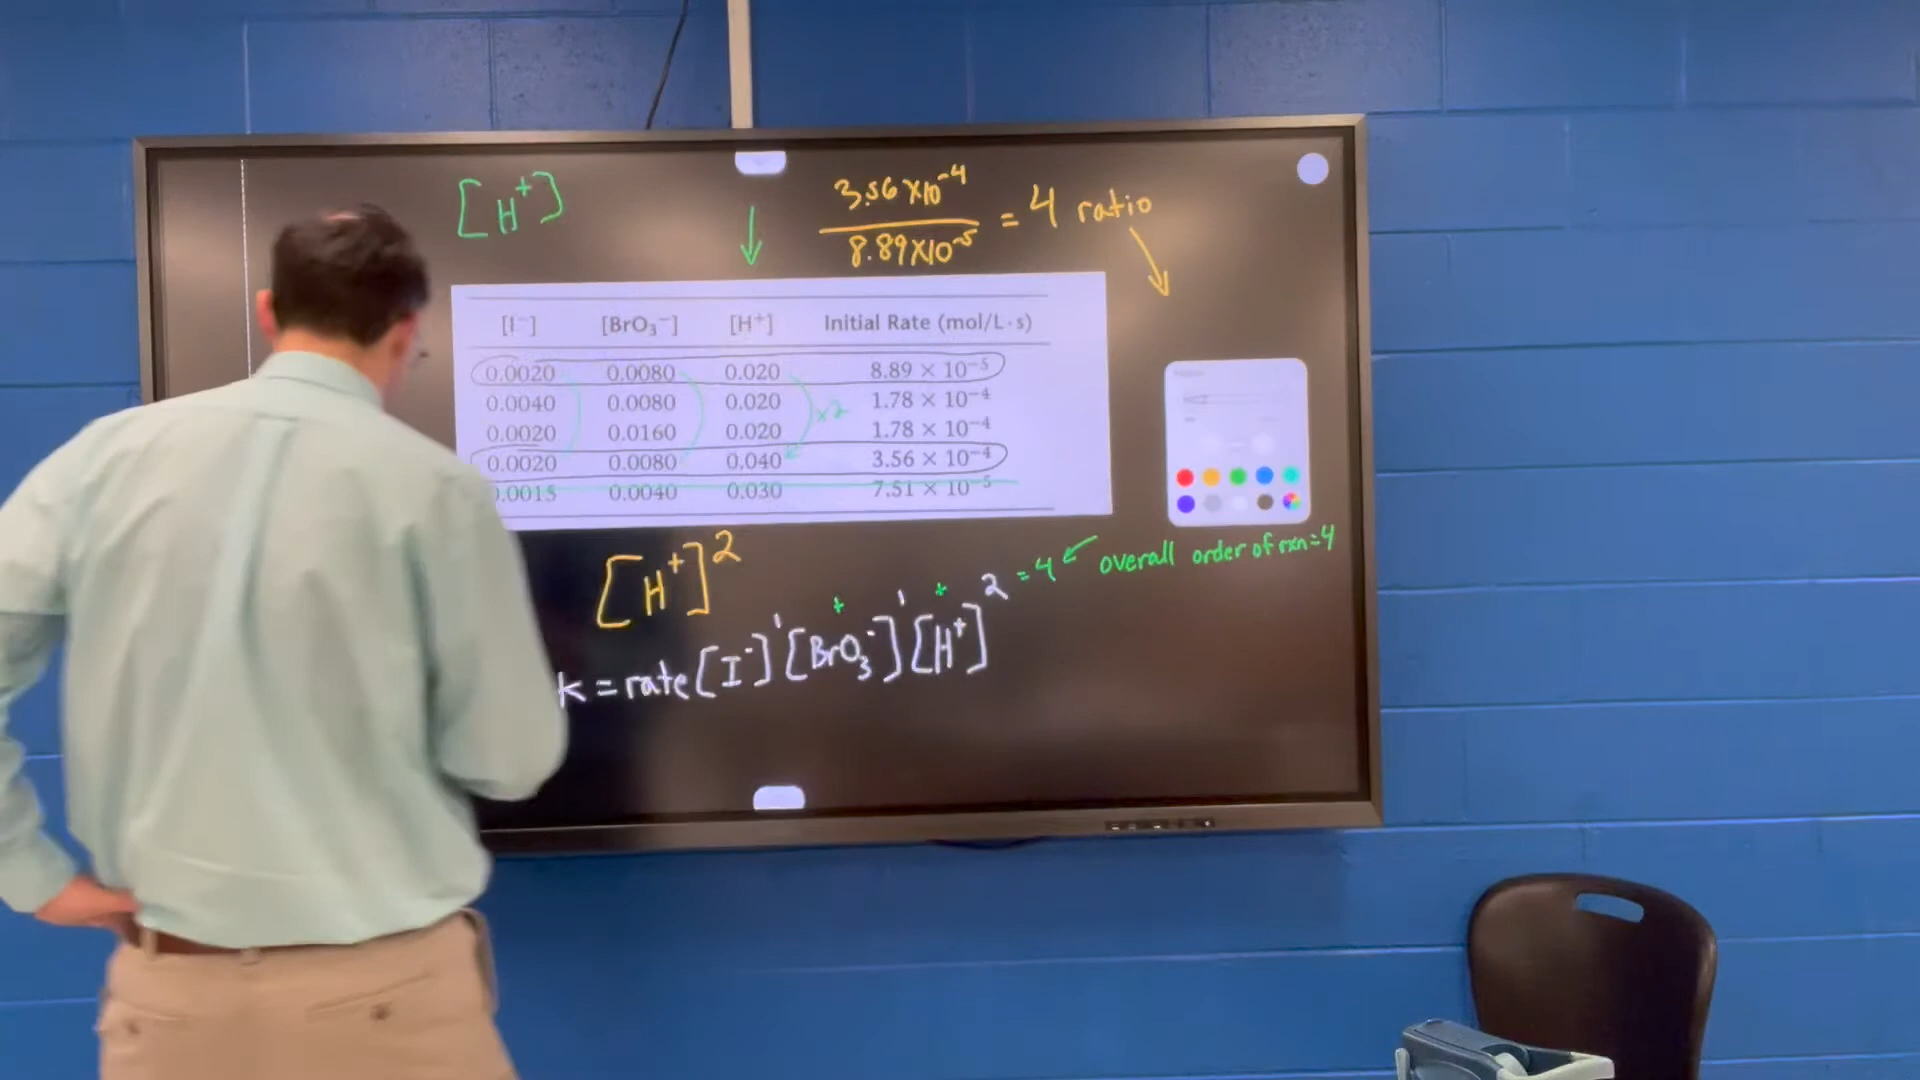 [H⁺]
3.56 ×10⁻⁴
8.89×10⁻⁵
= 4 ratio
[I⁻] [BrO₃⁻] [H⁺] Initial Rate (mol/L·s)
0.0020 0.0080 0.020 8.89 × 10⁻⁵
0.0040 0.0080 0.020 1.78 × 10⁻⁴
0.0020 0.0160 0.020 1.78 × 10⁻⁴
0.0020 0.0080 0.040 3.56 × 10⁻⁴
0.0015 0.0040 0.030 7.51 × 10⁻⁵
×2
[H⁺]²
k = rate [I⁻]¹ [BrO₃⁻]¹ [H⁺]²
+ + = 4 ← overall order of rxn = 4